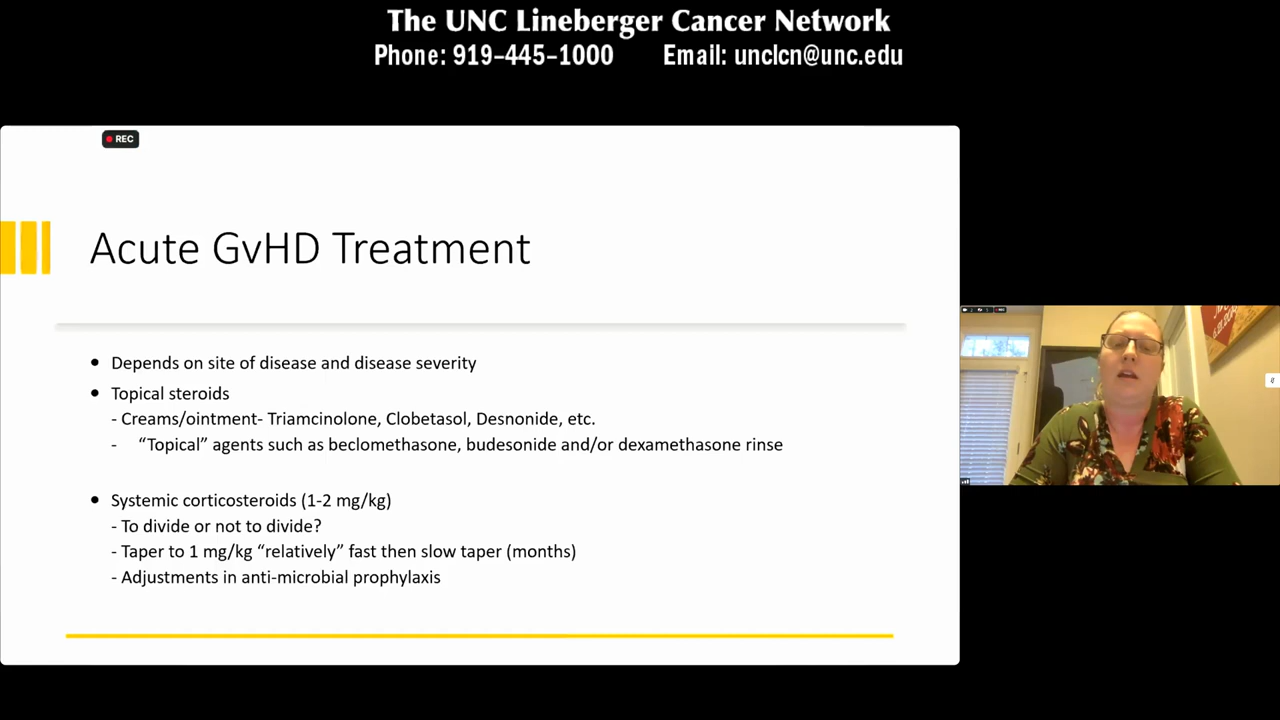 The UNC Lineberger Cancer Network
Phone: 919-445-1000 Email: unclcn@unc.edu
REC
Acute GvHD Treatment
• Depends on site of disease and disease severity
• Topical steroids
- Creams/ointment- Triamcinolone, Clobetasol, Desnonide, etc.
- “Topical” agents such as beclomethasone, budesonide and/or dexamethasone rinse
• Systemic corticosteroids (1-2 mg/kg)
- To divide or not to divide?
- Taper to 1 mg/kg “relatively” fast then slow taper (months)
- Adjustments in anti-microbial prophylaxis